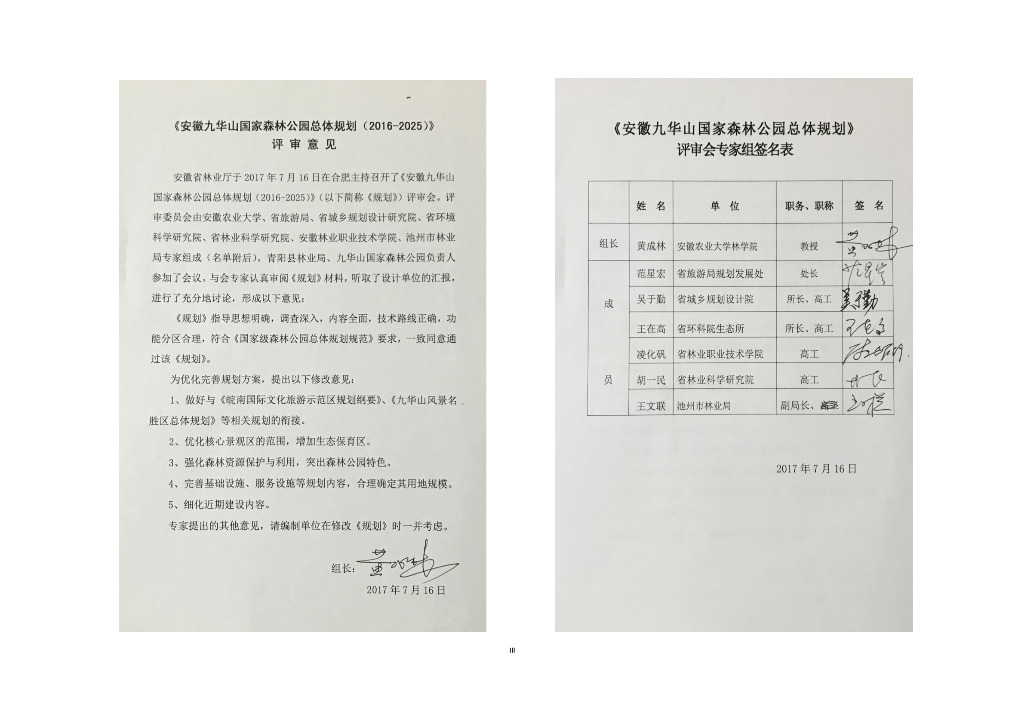 《安徽九华山国家森林公园总体规划（2016-2025）》
评 审 意 见
安徽省林业厅于 2017 年 7 月 16 日在合肥主持召开了《安徽九华山
国家森林公园总体规划（2016-2025）》（以下简称《规划》）评审会。评
审委员会由安徽农业大学、省旅游局、省城乡规划设计研究院、省环境
科学研究院、省林业科学研究院、安徽林业职业技术学院、池州市林业
局专家组成（名单附后）。青阳县林业局、九华山国家森林公园负责人
参加了会议。与会专家认真审阅《规划》材料，听取了设计单位的汇报，
进行了充分地讨论，形成以下意见：
《规划》指导思想明确，调查深入，内容全面，技术路线正确，功
能分区合理，符合《国家级森林公园总体规划规范》要求，一致同意通
过该《规划》。
为优化完善规划方案，提出以下修改意见：
1、做好与《皖南国际文化旅游示范区规划纲要》、《九华山风景名
胜区总体规划》等相关规划的衔接。
2、优化核心景观区的范围，增加生态保育区。
3、强化森林资源保护与利用，突出森林公园特色。
4、完善基础设施、服务设施等规划内容，合理确定其用地规模。
5、细化近期建设内容。
专家提出的其他意见，请编制单位在修改《规划》时一并考虑。
组长：
2017 年 7 月 16 日
《安徽九华山国家森林公园总体规划》
评审会专家组签名表
姓 名 单 位 职务、职称 签 名
组长 黄成林 安徽农业大学林学院 教授
成员
范星宏 省旅游局规划发展处 处长
吴于勤 省城乡规划设计院 所长、高工
王在高 省环科院生态所 所长、高工
凌化矾 省林业职业技术学院 高工
胡一民 省林业科学研究院 高工
王文联 池州市林业局 副局长、
2017 年 7 月 16 日
III